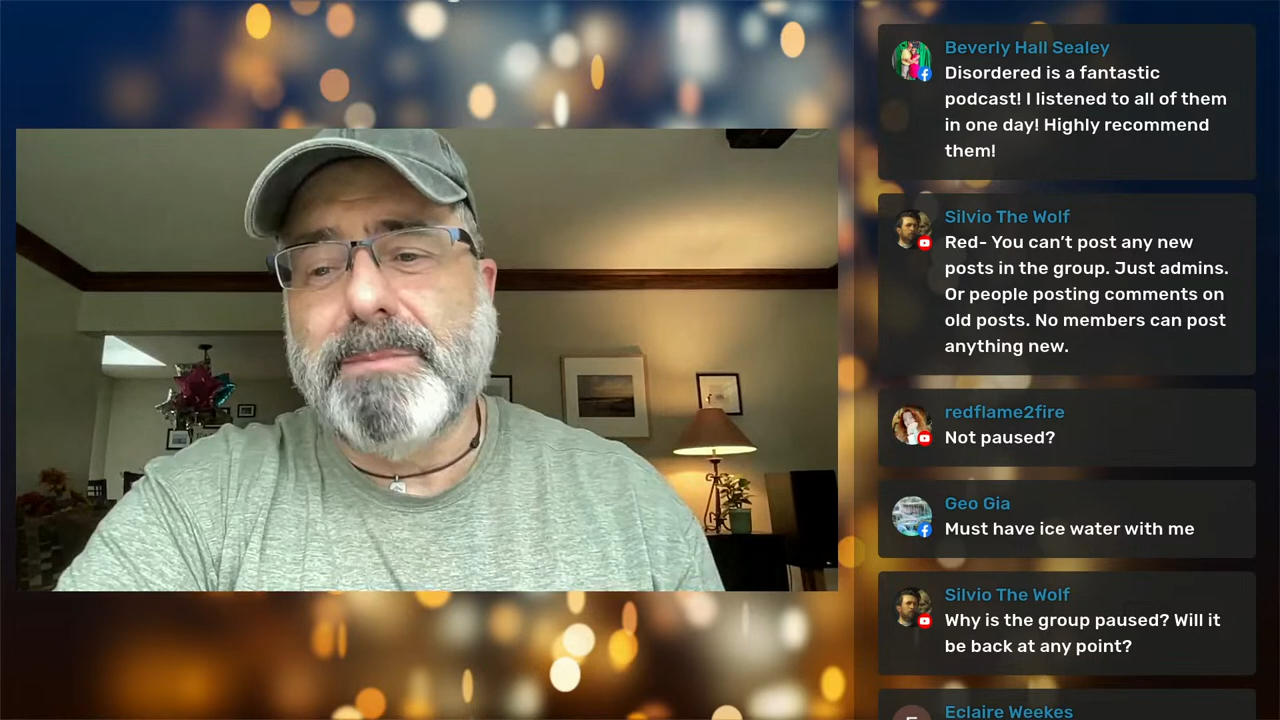 Beverly Hall Sealey
Disordered is a fantastic
podcast! I listened to all of them
in one day! Highly recommend
them!
Silvio The Wolf
Red- You can’t post any new
posts in the group. Just admins.
Or people posting comments on
old posts. No members can post
anything new.
redflame2fire
Not paused?
Geo Gia
Must have ice water with me
Silvio The Wolf
Why is the group paused? Will it
be back at any point?
Eclaire Weekes